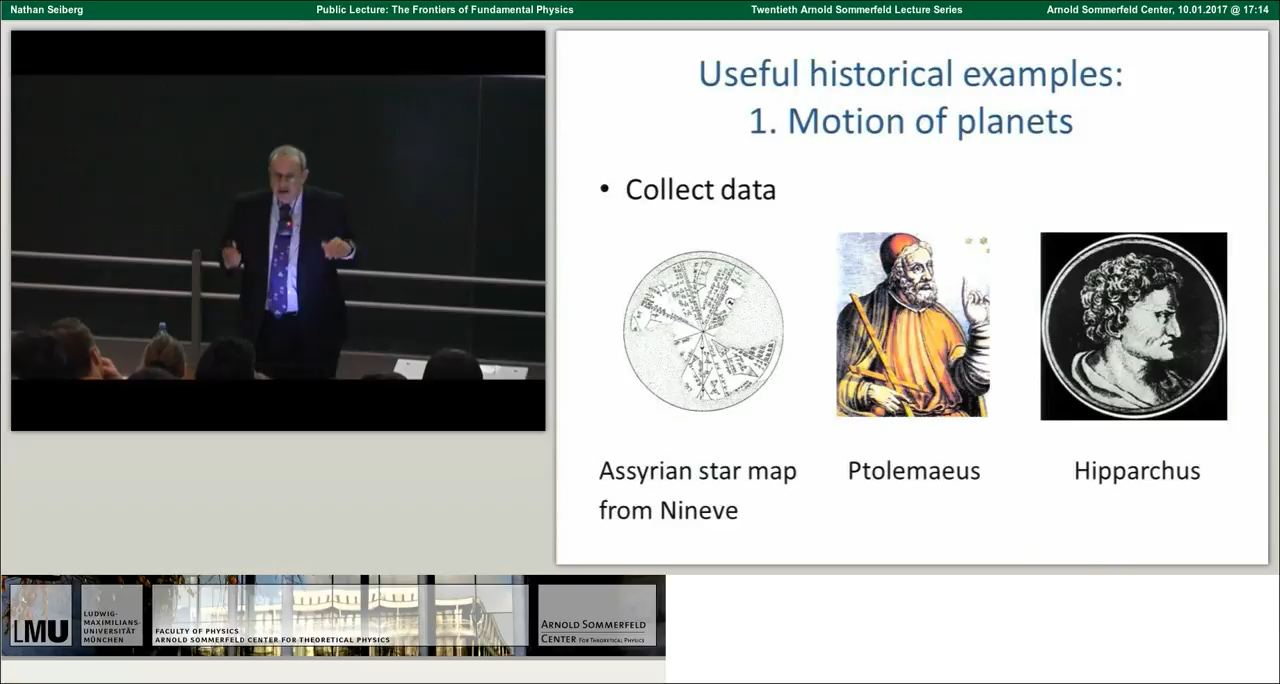 Nathan Seiberg
Public Lecture: The Frontiers of Fundamental Physics
Twentieth Arnold Sommerfeld Lecture Series
Arnold Sommerfeld Center, 10.01.2017 @ 17:14
Useful historical examples:
1. Motion of planets
• Collect data
Assyrian star map
from Nineve
Ptolemaeus
Hipparchus
LMU
LUDWIG-
MAXIMILIANS-
UNIVERSITÄT
MÜNCHEN
FACULTY OF PHYSICS
ARNOLD SOMMERFELD CENTER FOR THEORETICAL PHYSICS
ARNOLD SOMMERFELD
CENTER FOR THEORETICAL PHYSICS